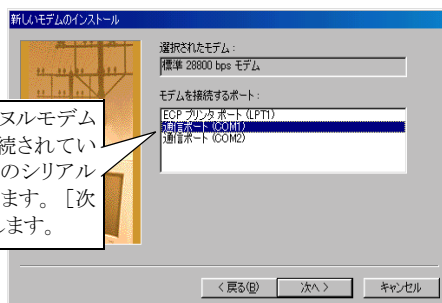 新しいモデムのインストール
選択されたモデム：
標準 28800 bps モデム
モデムを接続するポート：
ECP プリンタ ポート (LPT1)
通信ポート (COM1)
通信ポート (COM2)
ヌルモデム
続されてい
のシリアル
ます。［次
します。
< 戻る(B)
次へ >
キャンセル